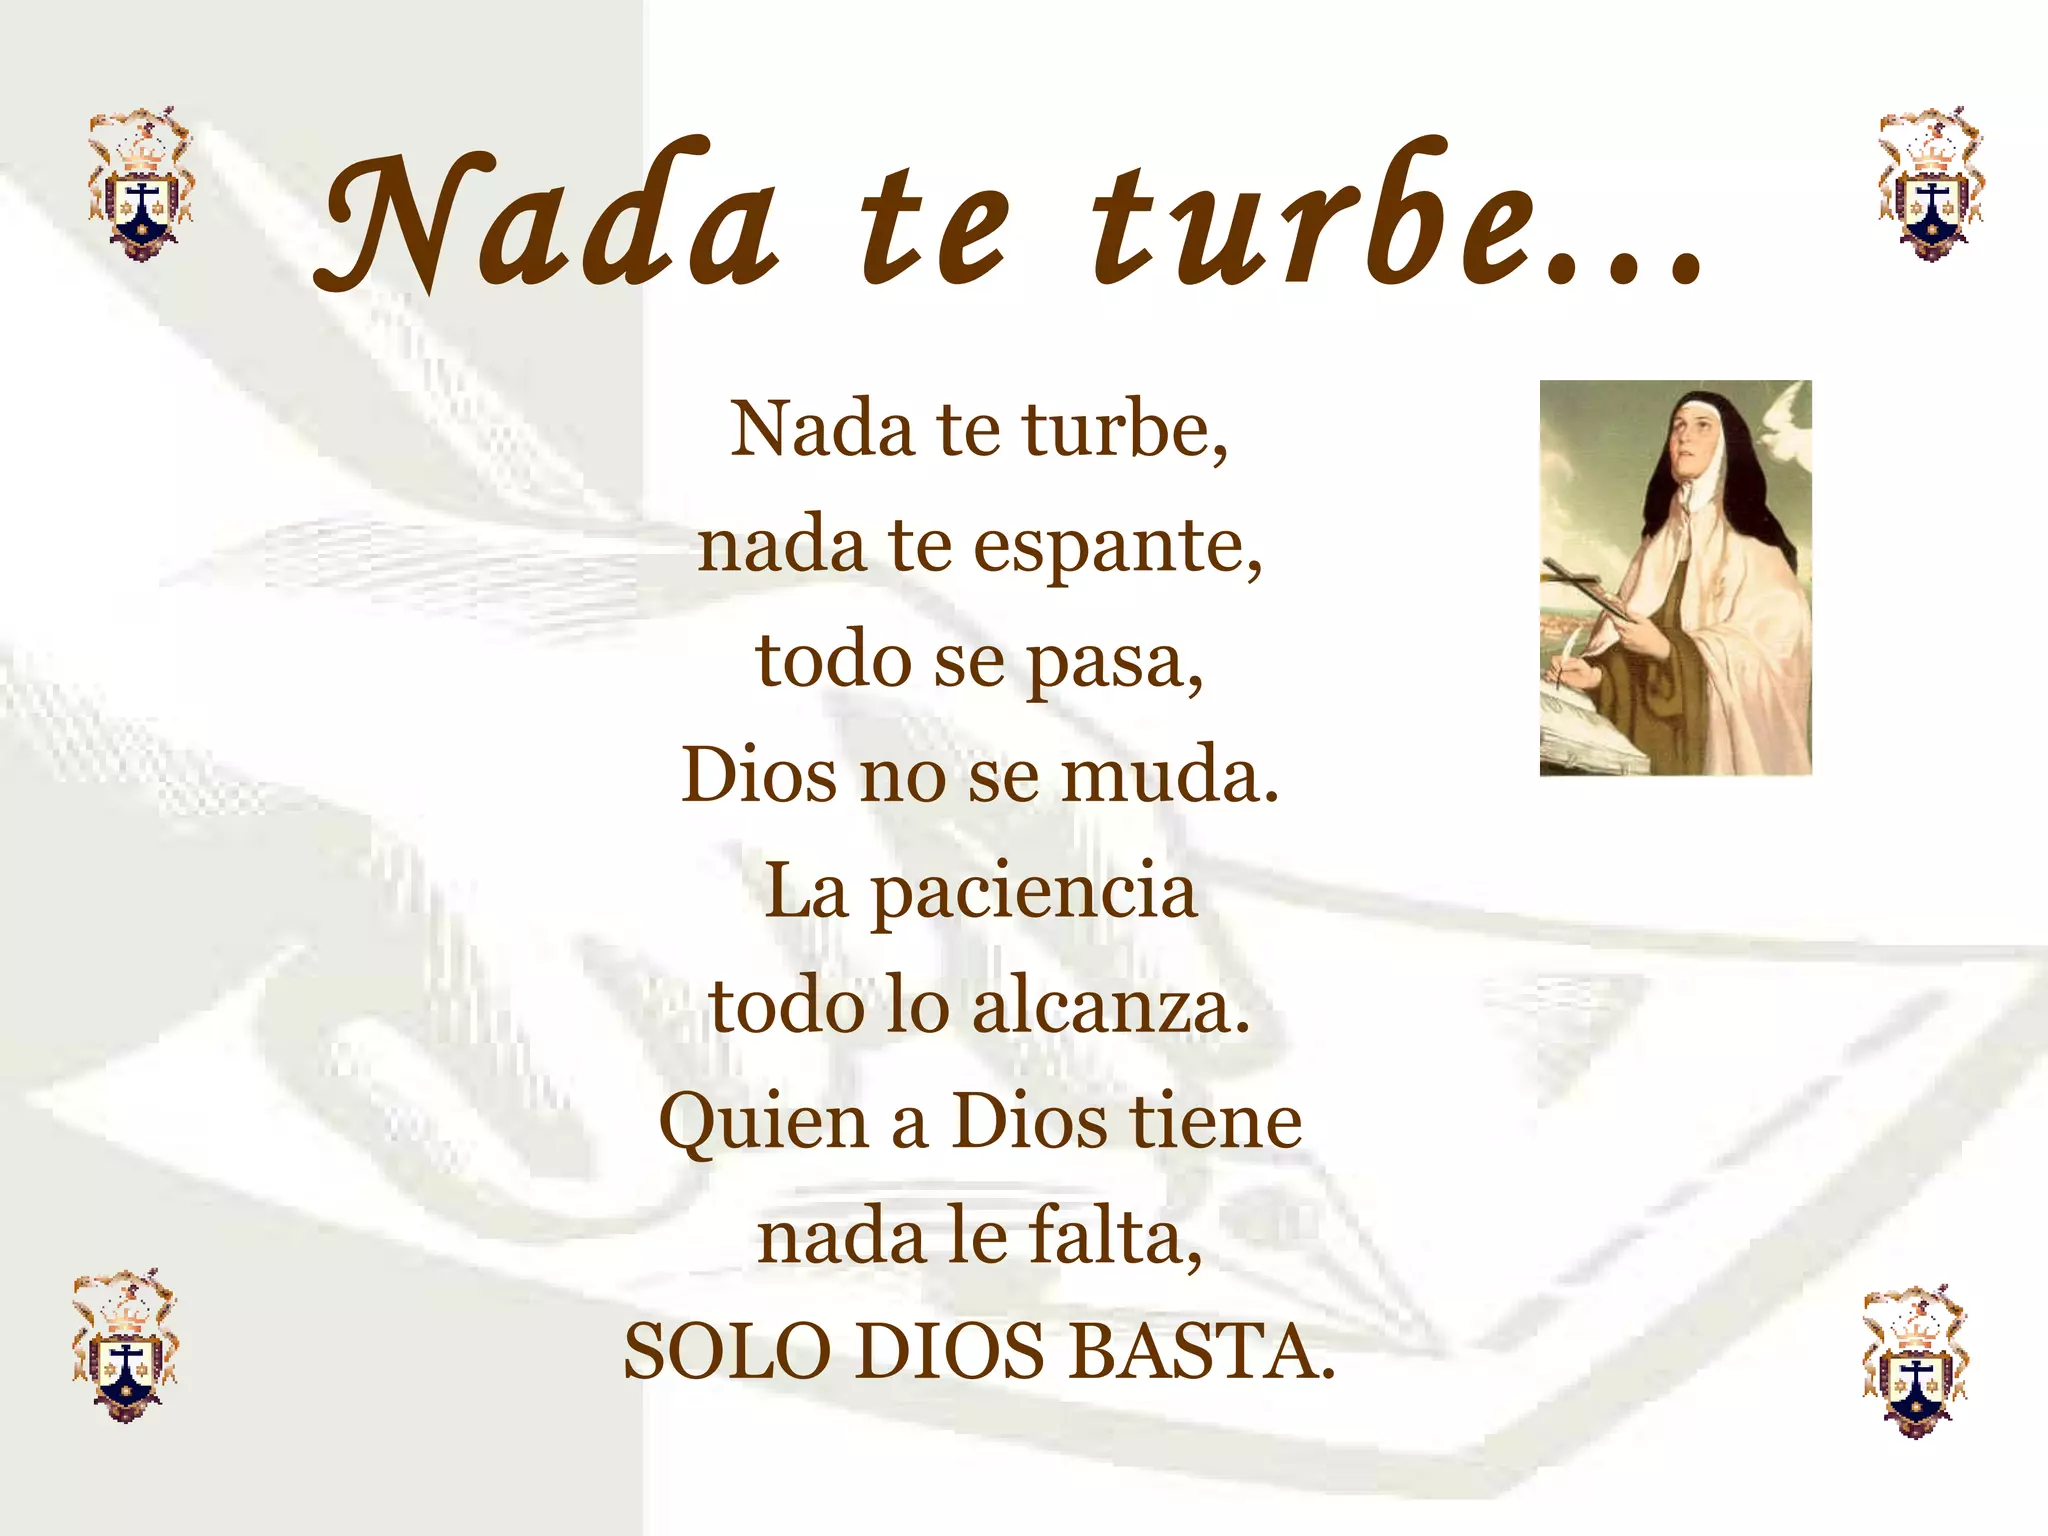 Nada te turbe...
Nada te turbe,
nada te espante,
todo se pasa,
Dios no se muda.
La paciencia
todo lo alcanza.
Quien a Dios tiene
nada le falta,
SOLO DIOS BASTA.